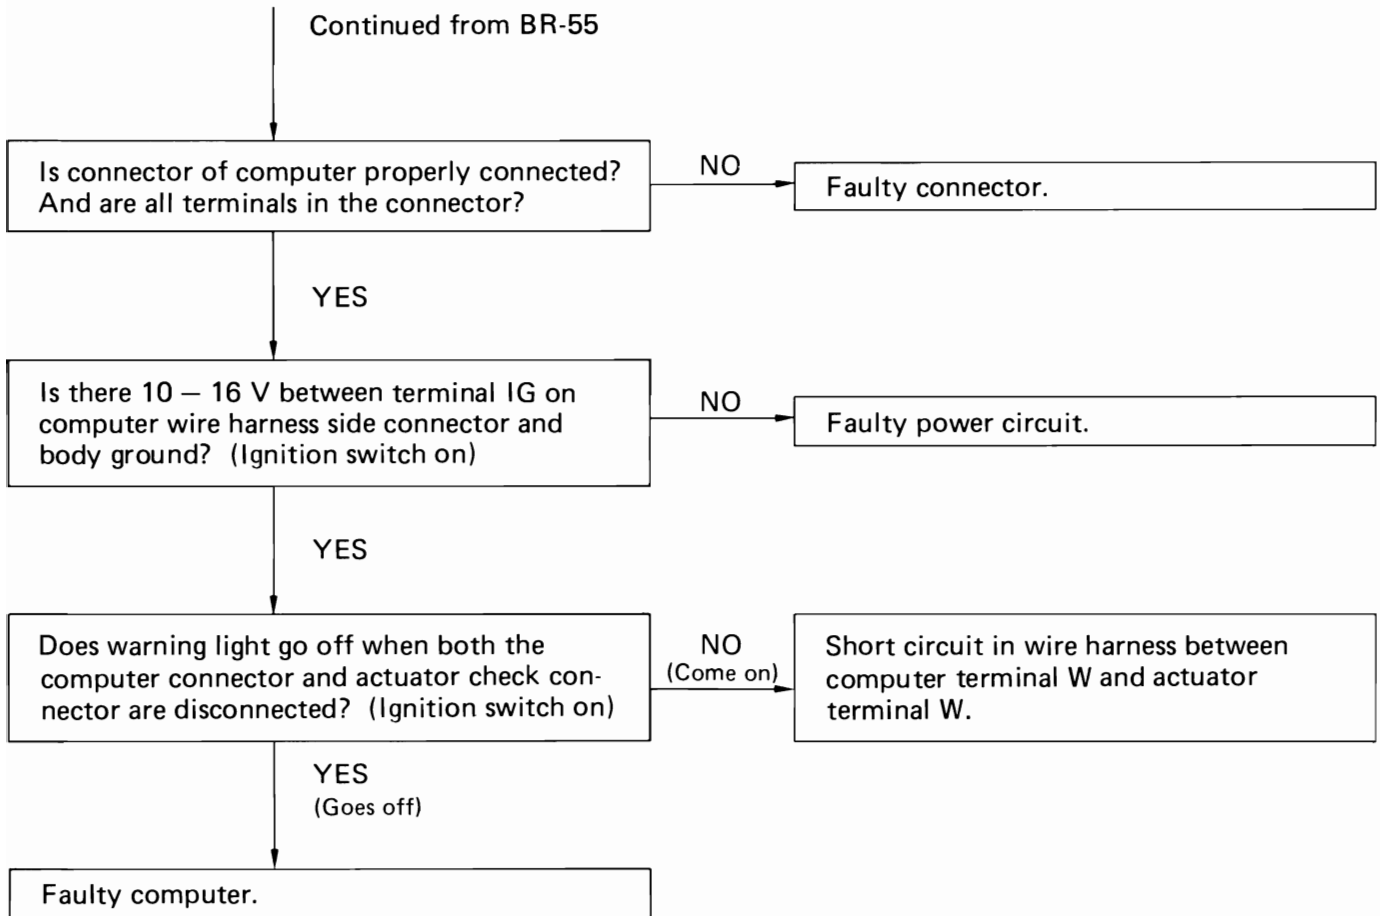 Continued from BR-55
Is connector of computer properly connected?
And are all terminals in the connector?
NO
Faulty connector.
YES
Is there 10 – 16 V between terminal IG on
computer wire harness side connector and
body ground? (Ignition switch on)
NO
Faulty power circuit.
YES
Does warning light go off when both the
computer connector and actuator check con-
nector are disconnected? (Ignition switch on)
NO
(Come on)
Short circuit in wire harness between
computer terminal W and actuator
terminal W.
YES
(Goes off)
Faulty computer.